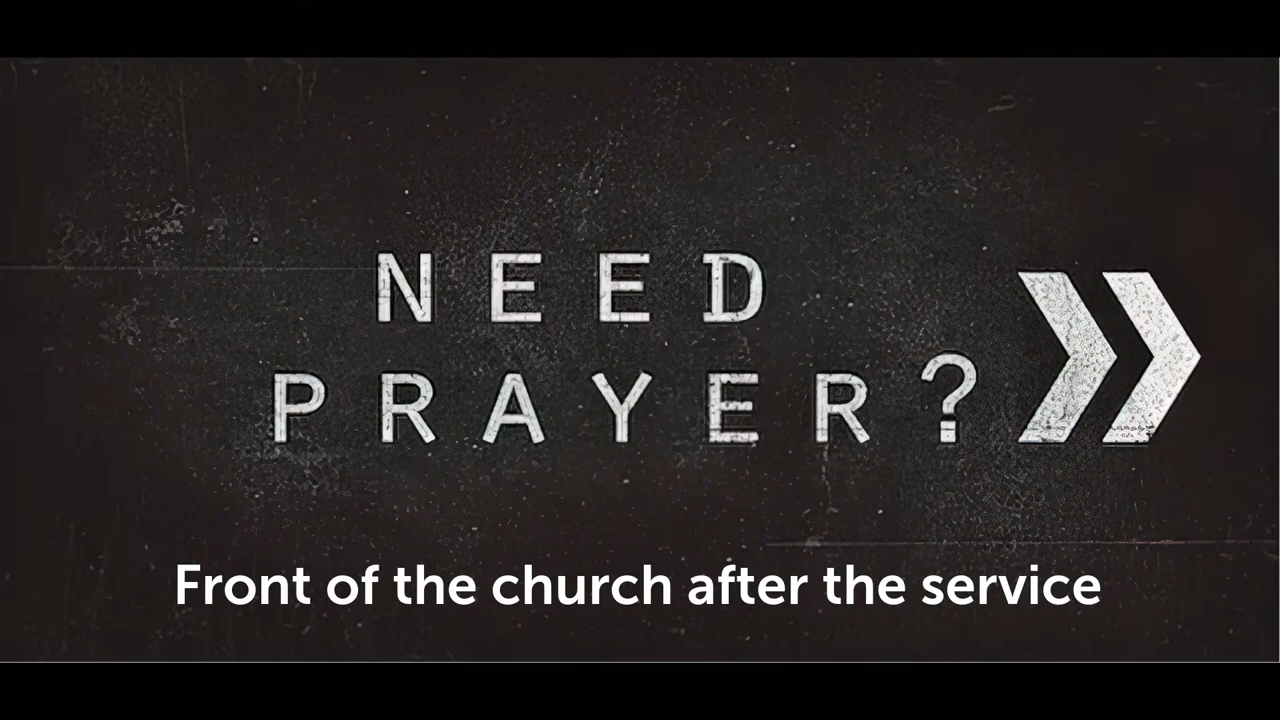 NEED
PRAYER?
Front of the church after the service